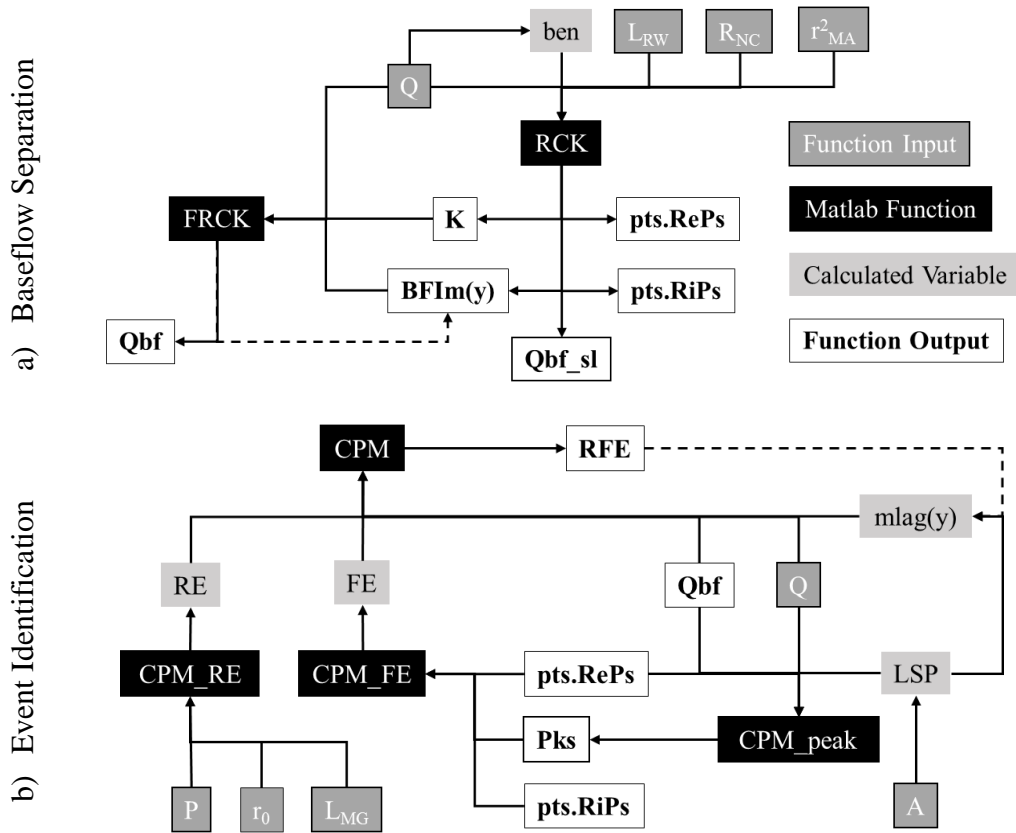 a) Baseflow Separation
ben
L_RW
R_NC
r²_MA
Q
RCK
Function Input
FRCK
K
pts.RePs
Matlab Function
BFIm(y)
pts.RiPs
Calculated Variable
Qbf
Qbf_sl
Function Output
b) Event Identification
CPM
RFE
mlag(y)
RE
FE
Qbf
Q
CPM_RE
CPM_FE
pts.RePs
LSP
Pks
CPM_peak
P
r₀
L_MG
pts.RiPs
A